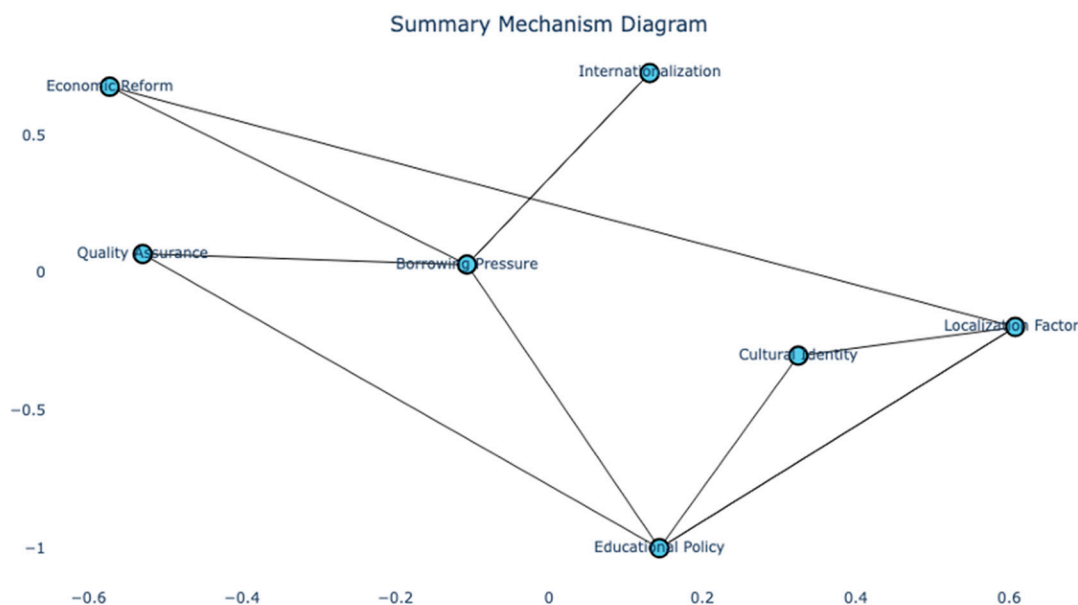 Summary Mechanism Diagram
Internationalization
Economic Reform
0.5
Quality Assurance
Borrowing Pressure
0
Localization Factor
Cultural Identity
−0.5
Educational Policy
−1
−0.6
−0.4
−0.2
0
0.2
0.4
0.6